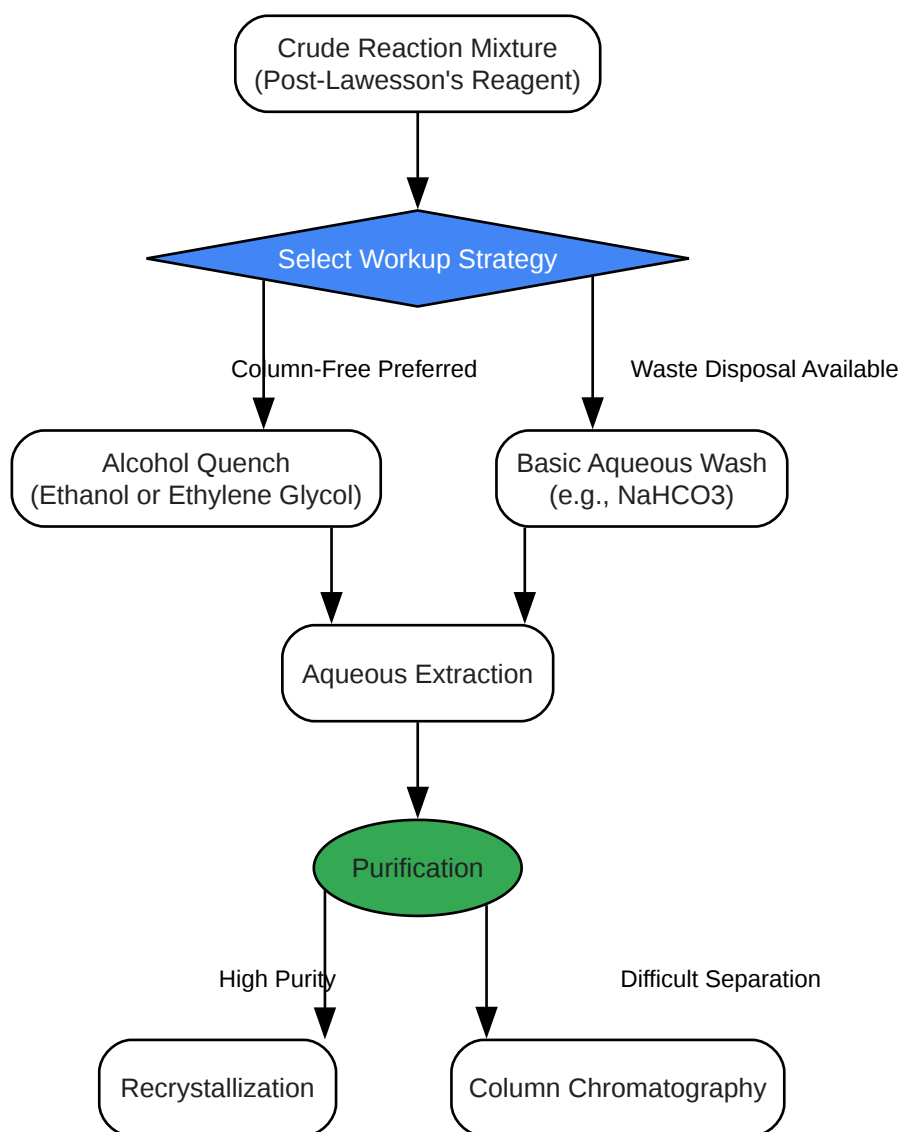 Crude Reaction Mixture
(Post-Lawesson's Reagent)
Select Workup Strategy
Column-Free Preferred
Waste Disposal Available
Alcohol Quench
(Ethanol or Ethylene Glycol)
Basic Aqueous Wash
(e.g., NaHCO3)
Aqueous Extraction
Purification
High Purity
Difficult Separation
Recrystallization
Column Chromatography